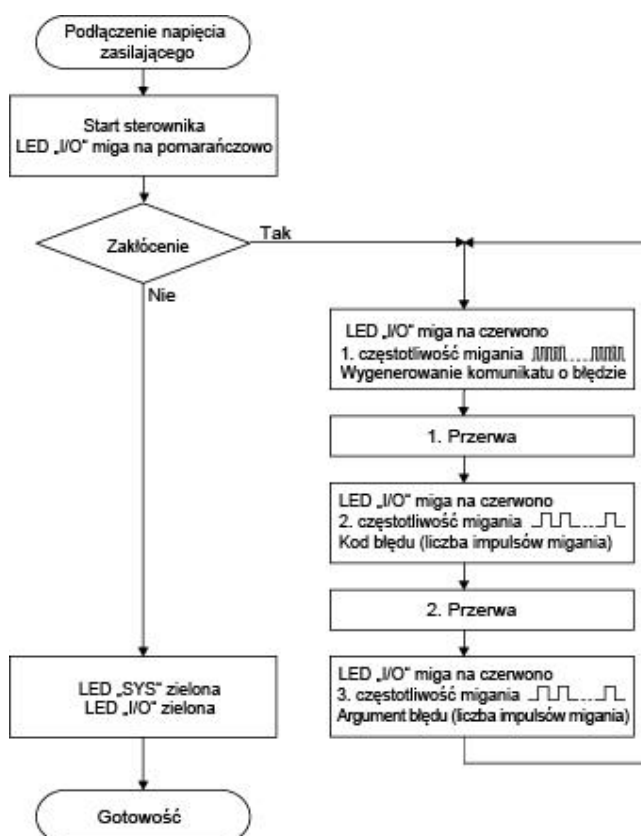 Podłączenie napięcia
zasilającego
Start sterownika
LED „I/O“ miga na pomarańczowo
Zakłócenie
Tak
Nie
LED „I/O“ miga na czerwono
1. częstotliwość migania
Wygenerowanie komunikatu o błędzie
1. Przerwa
LED „I/O“ miga na czerwono
2. częstotliwość migania
Kod błędu (liczba impulsów migania)
2. Przerwa
LED „I/O“ miga na czerwono
3. częstotliwość migania
Argument błędu (liczba impulsów migania)
LED „SYS“ zielona
LED „I/O“ zielona
Gotowość